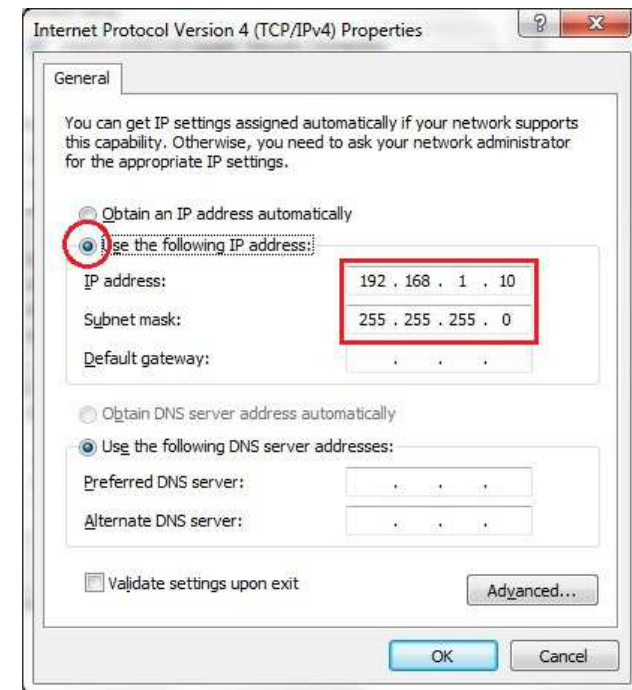 Internet Protocol Version 4 (TCP/IPv4) Properties
General
You can get IP settings assigned automatically if your network supports
this capability. Otherwise, you need to ask your network administrator
for the appropriate IP settings.
Obtain an IP address automatically
Use the following IP address:
IP address: 192 . 168 . 1 . 10
Subnet mask: 255 . 255 . 255 . 0
Default gateway: . . .
Obtain DNS server address automatically
Use the following DNS server addresses:
Preferred DNS server: . . .
Alternate DNS server: . . .
Validate settings upon exit
Advanced...
OK Cancel